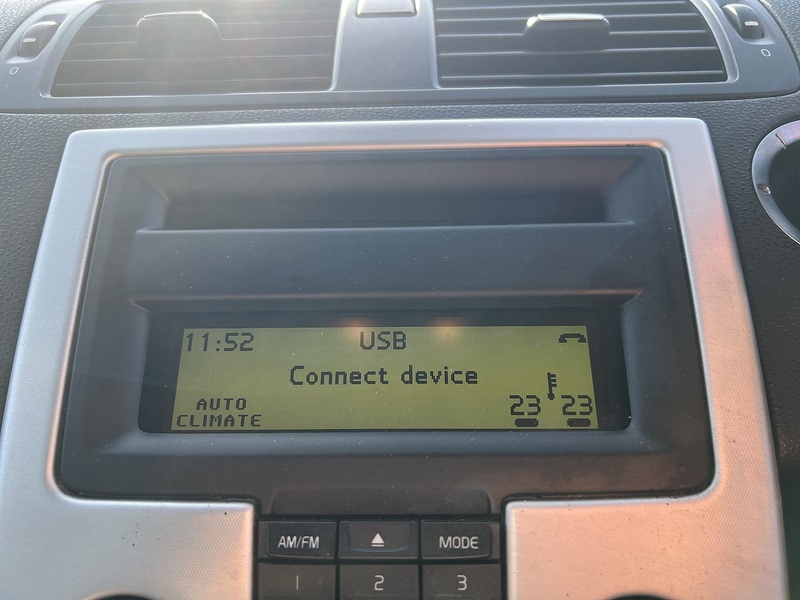 11:52 USB
Connect device
AUTO 23 23
CLIMATE
AM/FM MODE
1 2 3